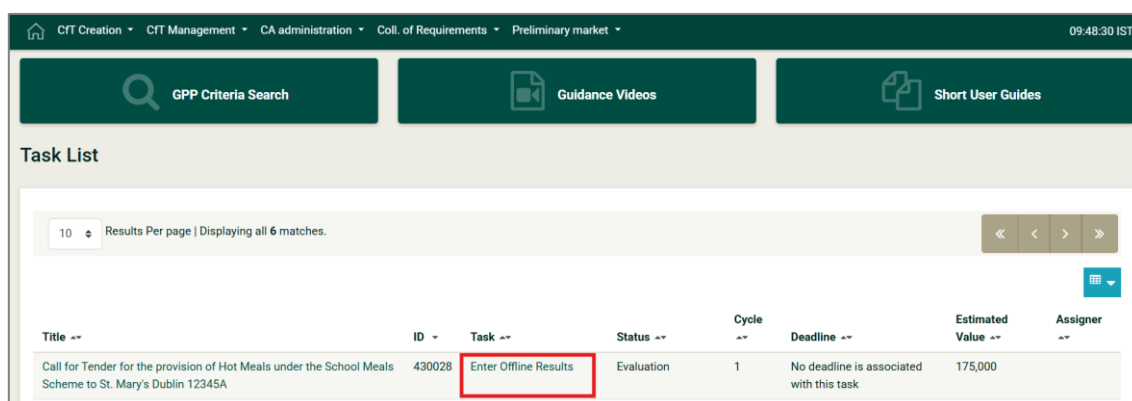 CfT Creation CfT Management CA administration Coll. of Requirements Preliminary market 09:48:30 IST
GPP Criteria Search Guidance Videos Short User Guides
Task List
10 Results Per page | Displaying all 6 matches.
« < > »
Title ID Task Status Cycle Deadline Estimated Value Assigner
Call for Tender for the provision of Hot Meals under the School Meals 430028 Enter Offline Results Evaluation 1 No deadline is associated 175,000
Scheme to St. Mary's Dublin 12345A with this task